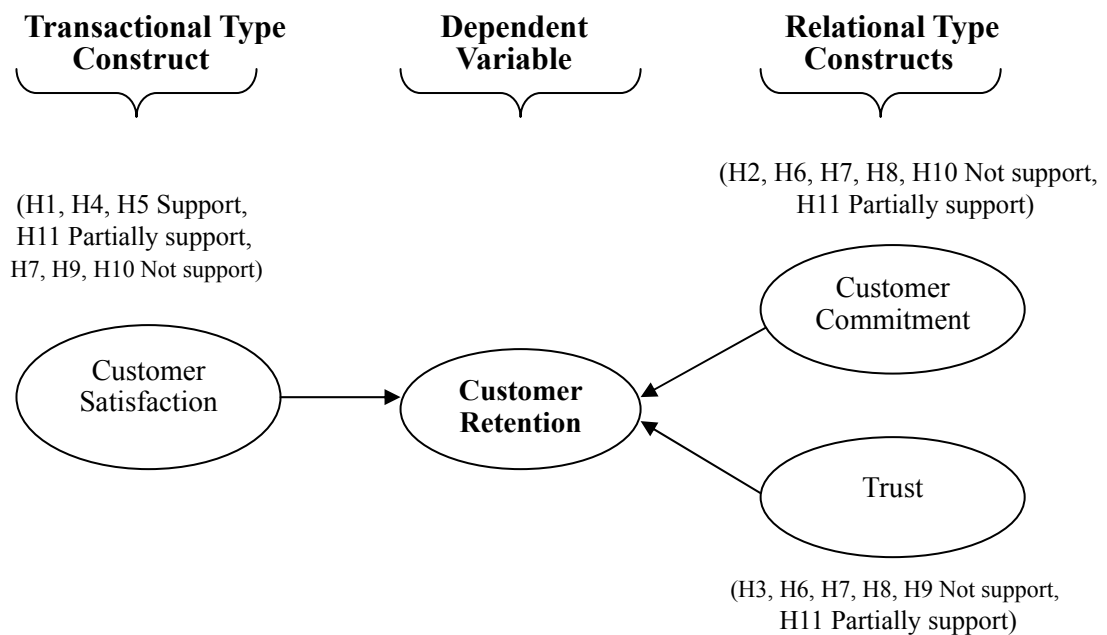 Transactional Type
Construct
Dependent
Variable
Relational Type
Constructs
(H1, H4, H5 Support,
H11 Partially support,
H7, H9, H10 Not support)
(H2, H6, H7, H8, H10 Not support,
H11 Partially support)
Customer
Satisfaction
Customer
Retention
Customer
Commitment
Trust
(H3, H6, H7, H8, H9 Not support,
H11 Partially support)